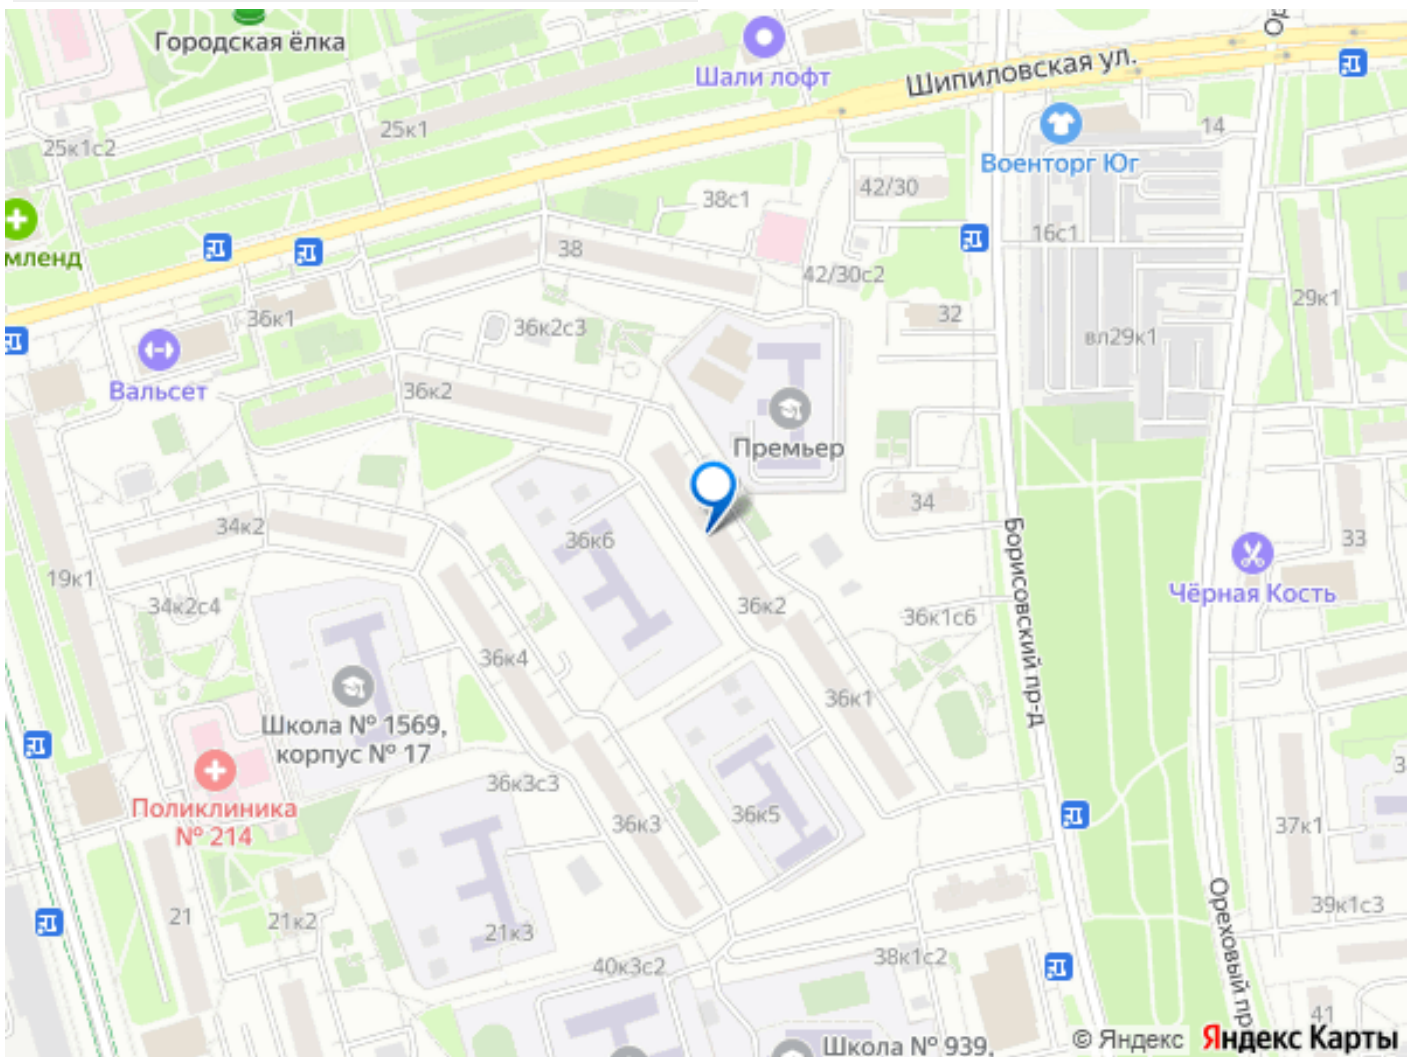 Городская ёлка
Шали лофт
Шипиловская ул.
25к1
25к1с2
14
Военторг Юг
42/30
38с1
16с1
мленд
38
42/30с2
36к1
36к2с3
32
29к1
вл29к1
Вальсет
36к2
Премьер
34
34к2
36к6
33
19к1
34к2с4
36к2
36к1с6
Чёрная Кость
Борисовский пр-д
36к4
36к1
Школа № 1569,
корпус № 17
36к3с3
Поликлиника
№ 214
36к3
36к5
37к1
21
21к2
21к3
39к1с3
40к3с2
38к1с2
Ореховый пр
41
Школа № 939,
© Яндекс Яндекс Карты